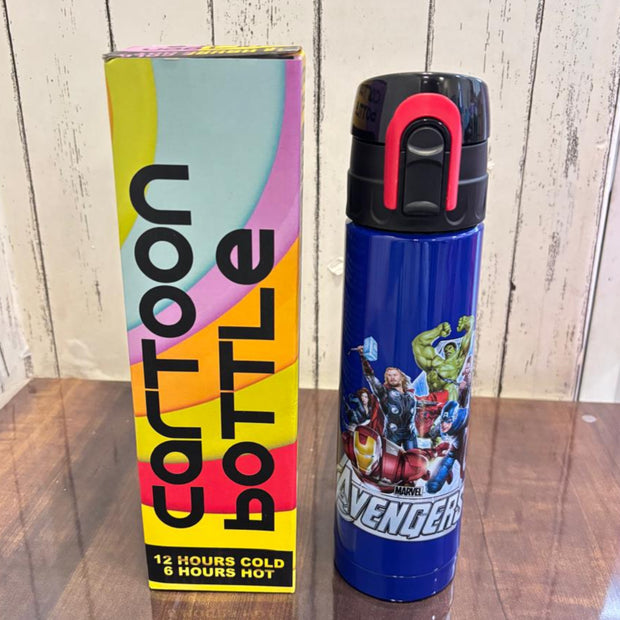 cartoon
bottle
12 HOURS COLD
6 HOURS HOT
MARVEL
AVENGERS